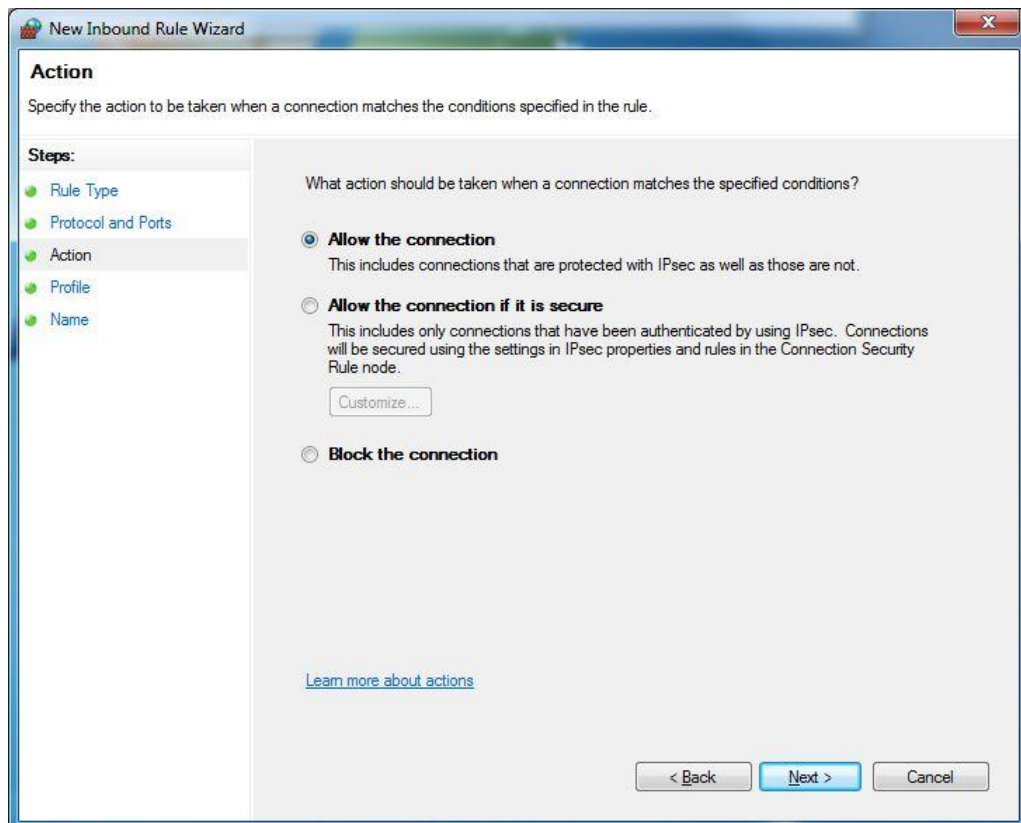 New Inbound Rule Wizard
Action
Specify the action to be taken when a connection matches the conditions specified in the rule.
Steps:
Rule Type
Protocol and Ports
Action
Profile
Name
What action should be taken when a connection matches the specified conditions?
Allow the connection
This includes connections that are protected with IPsec as well as those are not.
Allow the connection if it is secure
This includes only connections that have been authenticated by using IPsec. Connections
will be secured using the settings in IPsec properties and rules in the Connection Security
Rule node.
Customize...
Block the connection
Learn more about actions
< Back
Next >
Cancel